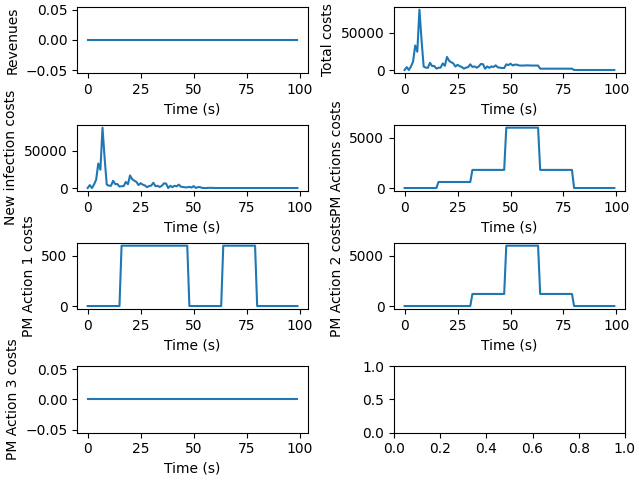 Revenues
0.05
0.00
−0.05
0 25 50 75 100
Time (s)
Total costs
50000
0
0 25 50 75 100
Time (s)
New infection costs
50000
0
0 25 50 75 100
Time (s)
PM Actions costs
5000
0
0 25 50 75 100
Time (s)
PM Action 1 costs
500
0
0 25 50 75 100
Time (s)
PM Action 2 costs
5000
0
0 25 50 75 100
Time (s)
PM Action 3 costs
0.05
0.00
−0.05
0 25 50 75 100
Time (s)
1.0
0.5
0.0
0.0 0.2 0.4 0.6 0.8 1.0